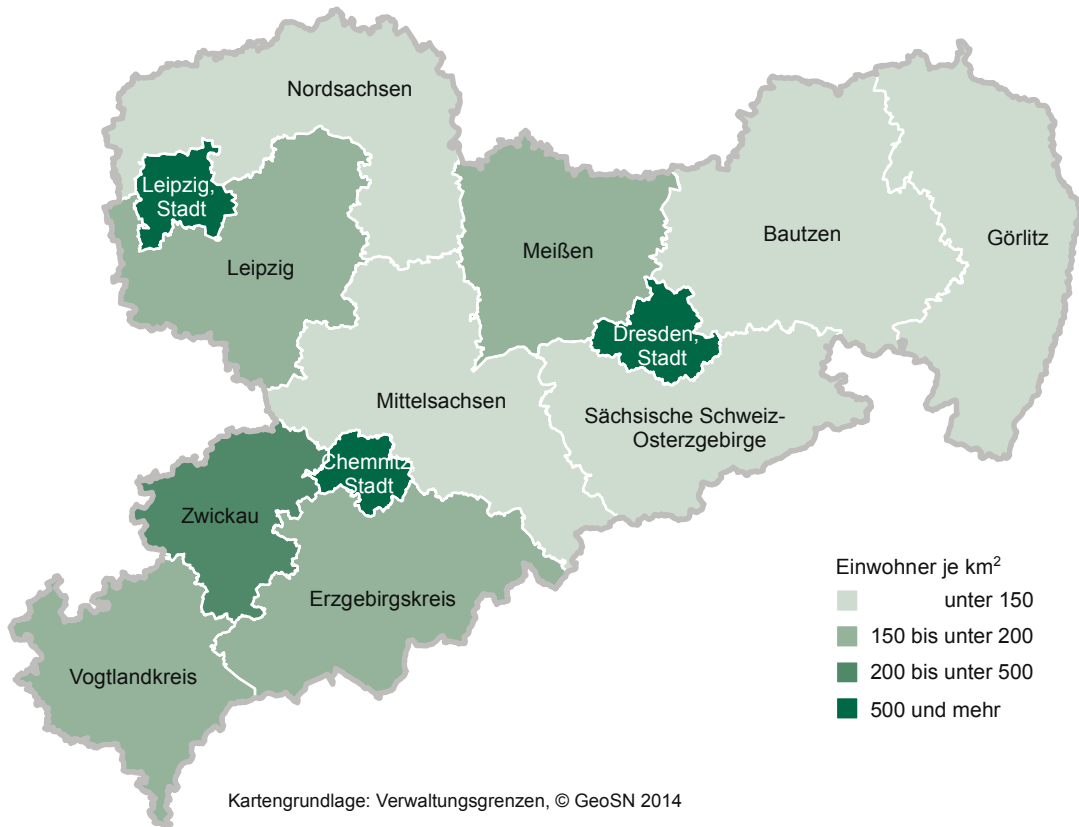 Nordsachsen
Leipzig,
Stadt
Leipzig
Meißen
Bautzen
Görlitz
Dresden,
Stadt
Mittelsachsen
Sächsische Schweiz-
Osterzgebirge
Chemnitz
Stadt
Zwickau
Erzgebirgskreis
Vogtlandkreis
Einwohner je km²
unter 150
150 bis unter 200
200 bis unter 500
500 und mehr
Kartengrundlage: Verwaltungsgrenzen, © GeoSN 2014